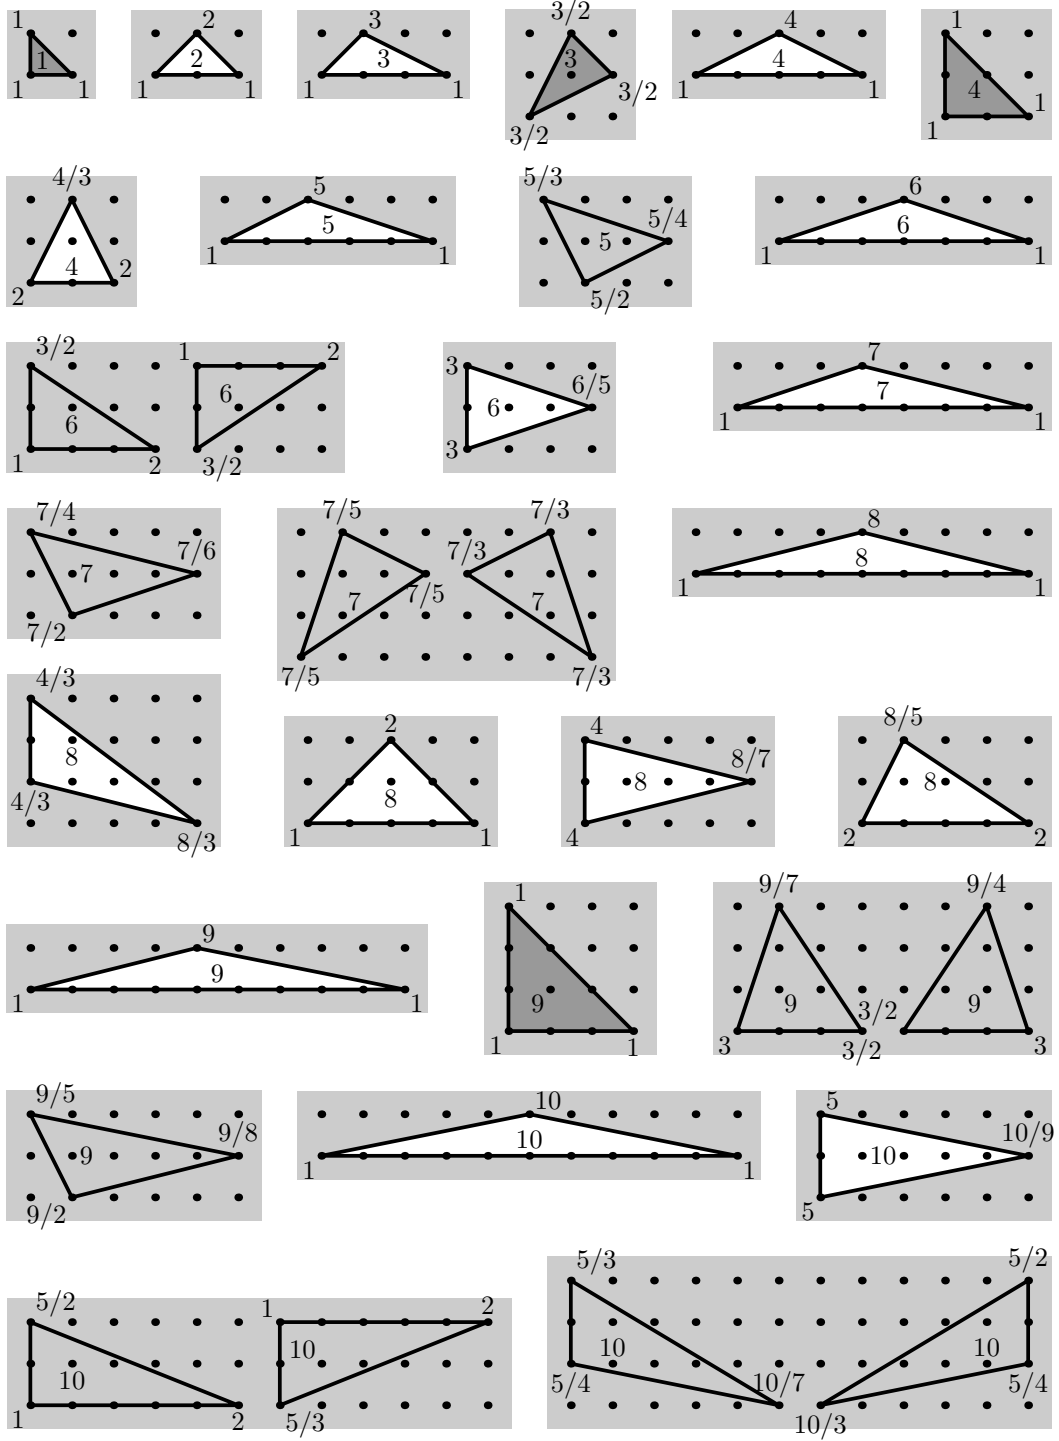 1 2 3 3/2 4 1
1 2 3 3 4 4 1
1 1 1 1 1 1 3/2 3/2 1 1 1
4/3 5 5/3 5/4 6
4 2 5 5 6
2 1 1 5/2 1 1
3/2 1 2 3 6/5 7
6 6 6 7
1 2 3/2 3 1 1
7/4 7/6 7/5 7/3 7/3 8
7 7 7/5 7 8
7/2 7/5 7/3 1 1
4/3 2 4 8/7 8/5
8 8 8 8
4/3 8/3 1 1 4 2 2
9 1 9/7 9/4
9 9 9 3/2 9
1 1 1 1 3 3/2 3
9/5 9/8 10 5 10/9
9 10 10
9/2 1 1 5
5/2 1 2 5/3 5/2
10 10 10 10
1 2 5/3 5/4 10/7 10/3 5/4